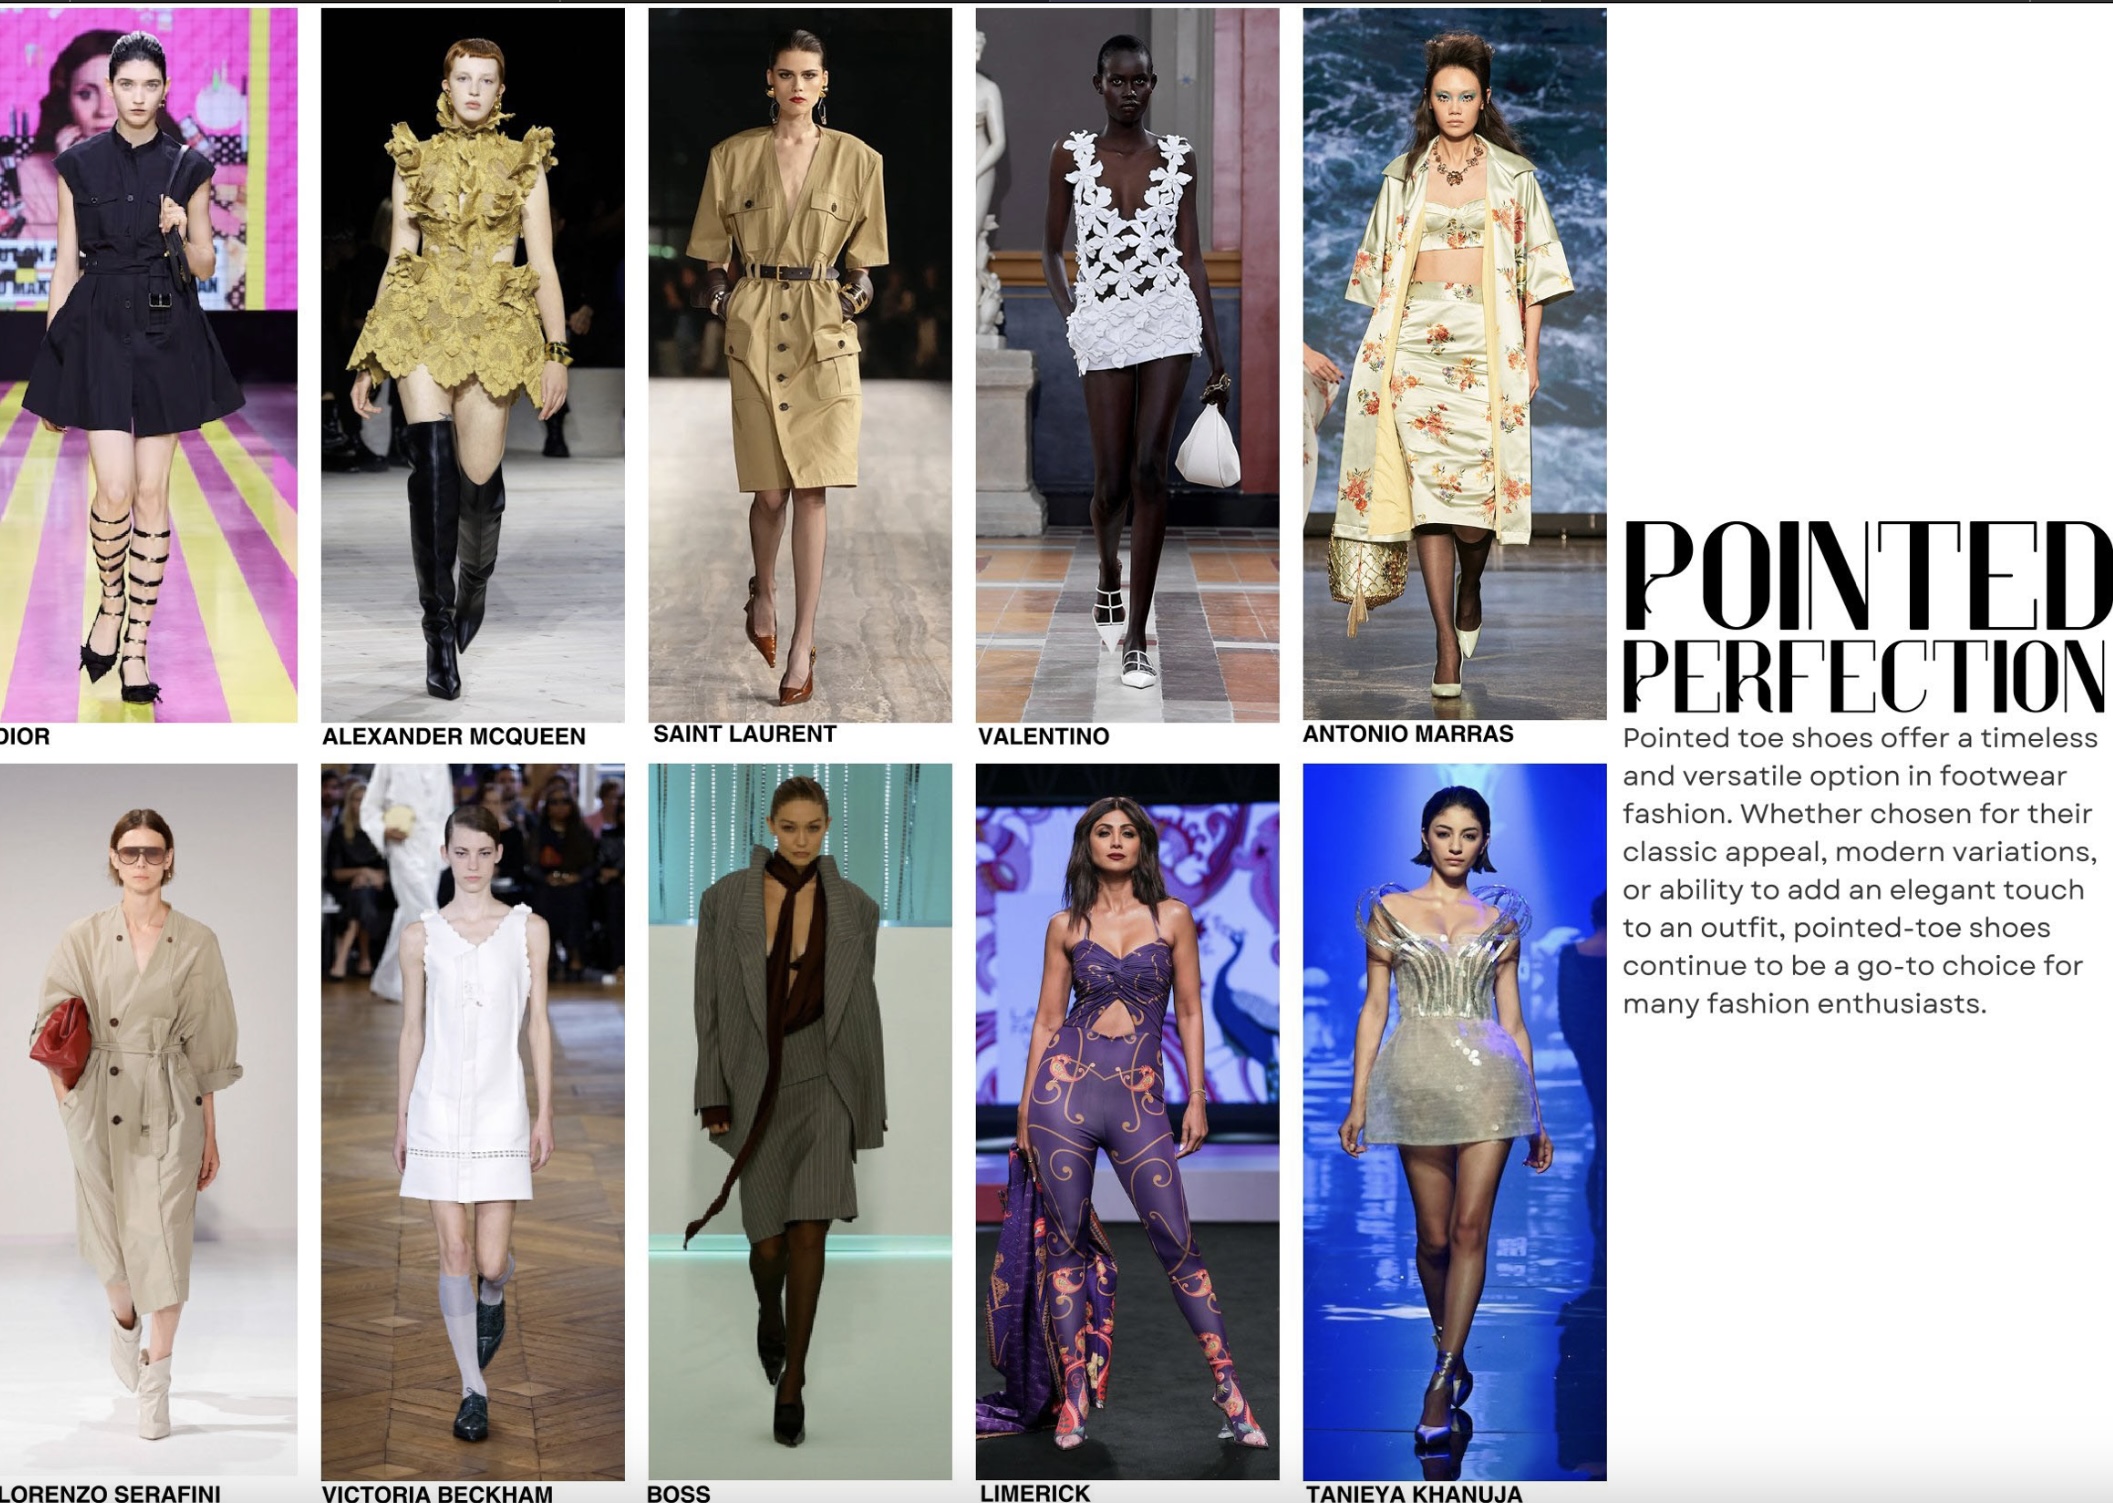 DIOR
ALEXANDER MCQUEEN
SAINT LAURENT
VALENTINO
ANTONIO MARRAS
POINTED
PERFECTION
Pointed toe shoes offer a timeless
and versatile option in footwear
fashion. Whether chosen for their
classic appeal, modern variations,
or ability to add an elegant touch
to an outfit, pointed-toe shoes
continue to be a go-to choice for
many fashion enthusiasts.
LORENZO SERAFINI
VICTORIA BECKHAM
BOSS
LIMERICK
TANIEYA KHANUJA